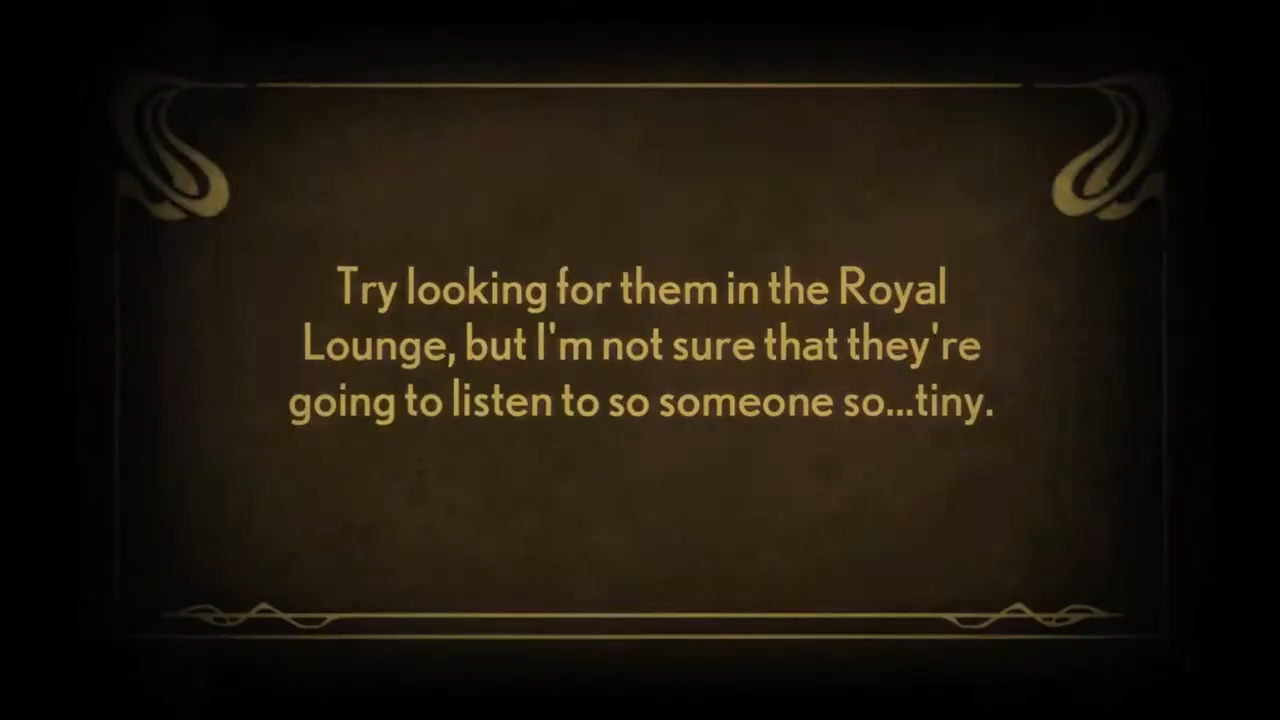 Try looking for them in the Royal
Lounge, but I'm not sure that they're
going to listen to so someone so...tiny.